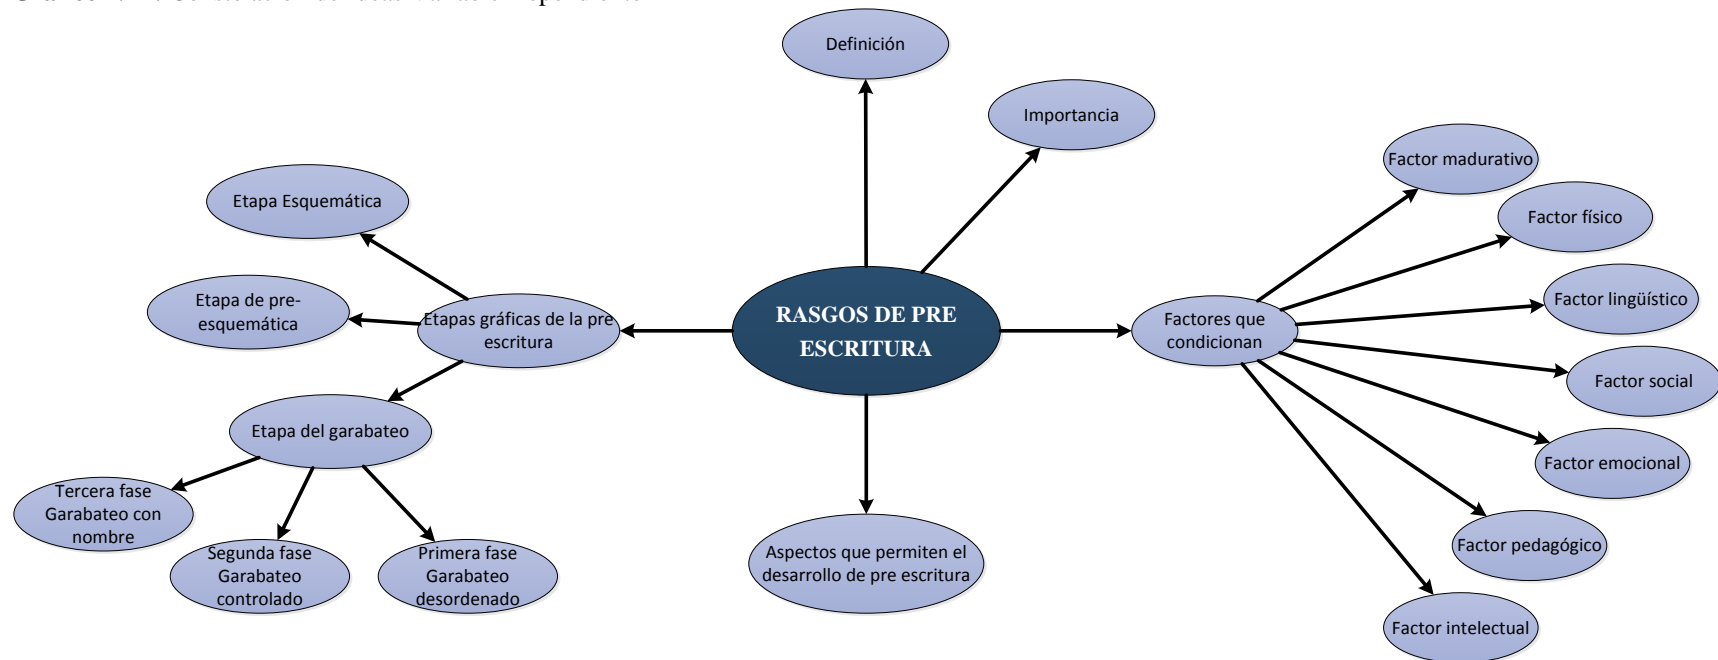 Definición
Importancia
Factor madurativo
Etapa Esquemática
Factor físico
Etapa de pre-
esquemática
Factor lingüístico
Etapas gráficas de la pre
escritura
RASGOS DE PRE
ESCRITURA
Factores que
condicionan
Factor social
Etapa del garabateo
Factor emocional
Tercera fase
Garabateo con
nombre
Segunda fase
Garabateo
controlado
Primera fase
Garabateo
desordenado
Aspectos que permiten el
desarrollo de pre escritura
Factor pedagógico
Factor intelectual